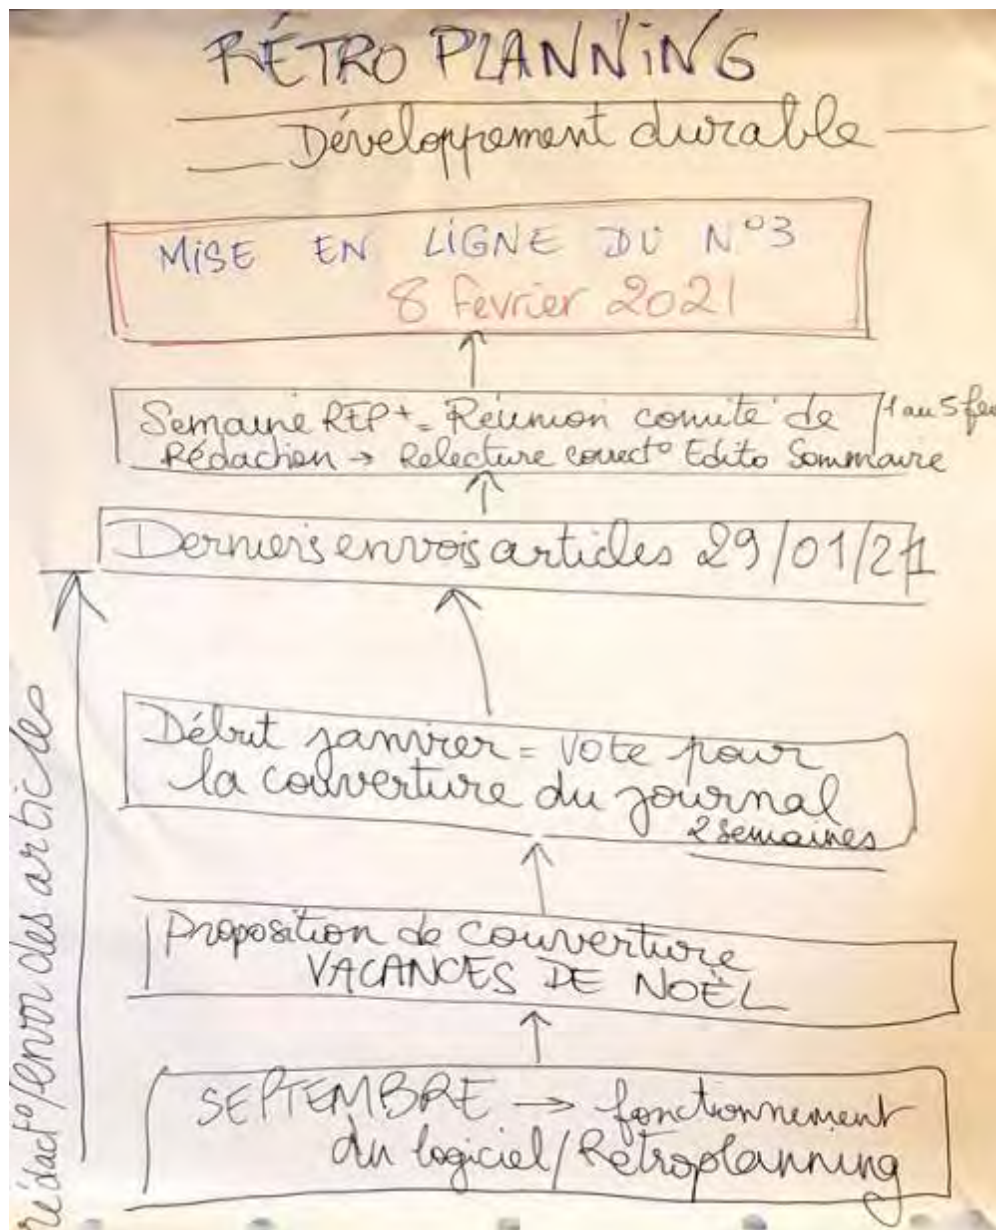 RÉTRO PLANNING
Développement durable
MISE EN LIGNE DU N°3
8 fevrier 2021
Semaine REP+ = Réunion comité de
1 au 5 fev
Rédaction → Relecture correct° Edito Sommaire
Derniers envois articles 29/01/21
Début janvier = Vote pour
la couverture du journal
2 semaines
Proposition de couverture
VACANCES DE NOËL
SEPTEMBRE → fonctionnement
du logiciel/Rétroplanning
rédact°/envoi des articles